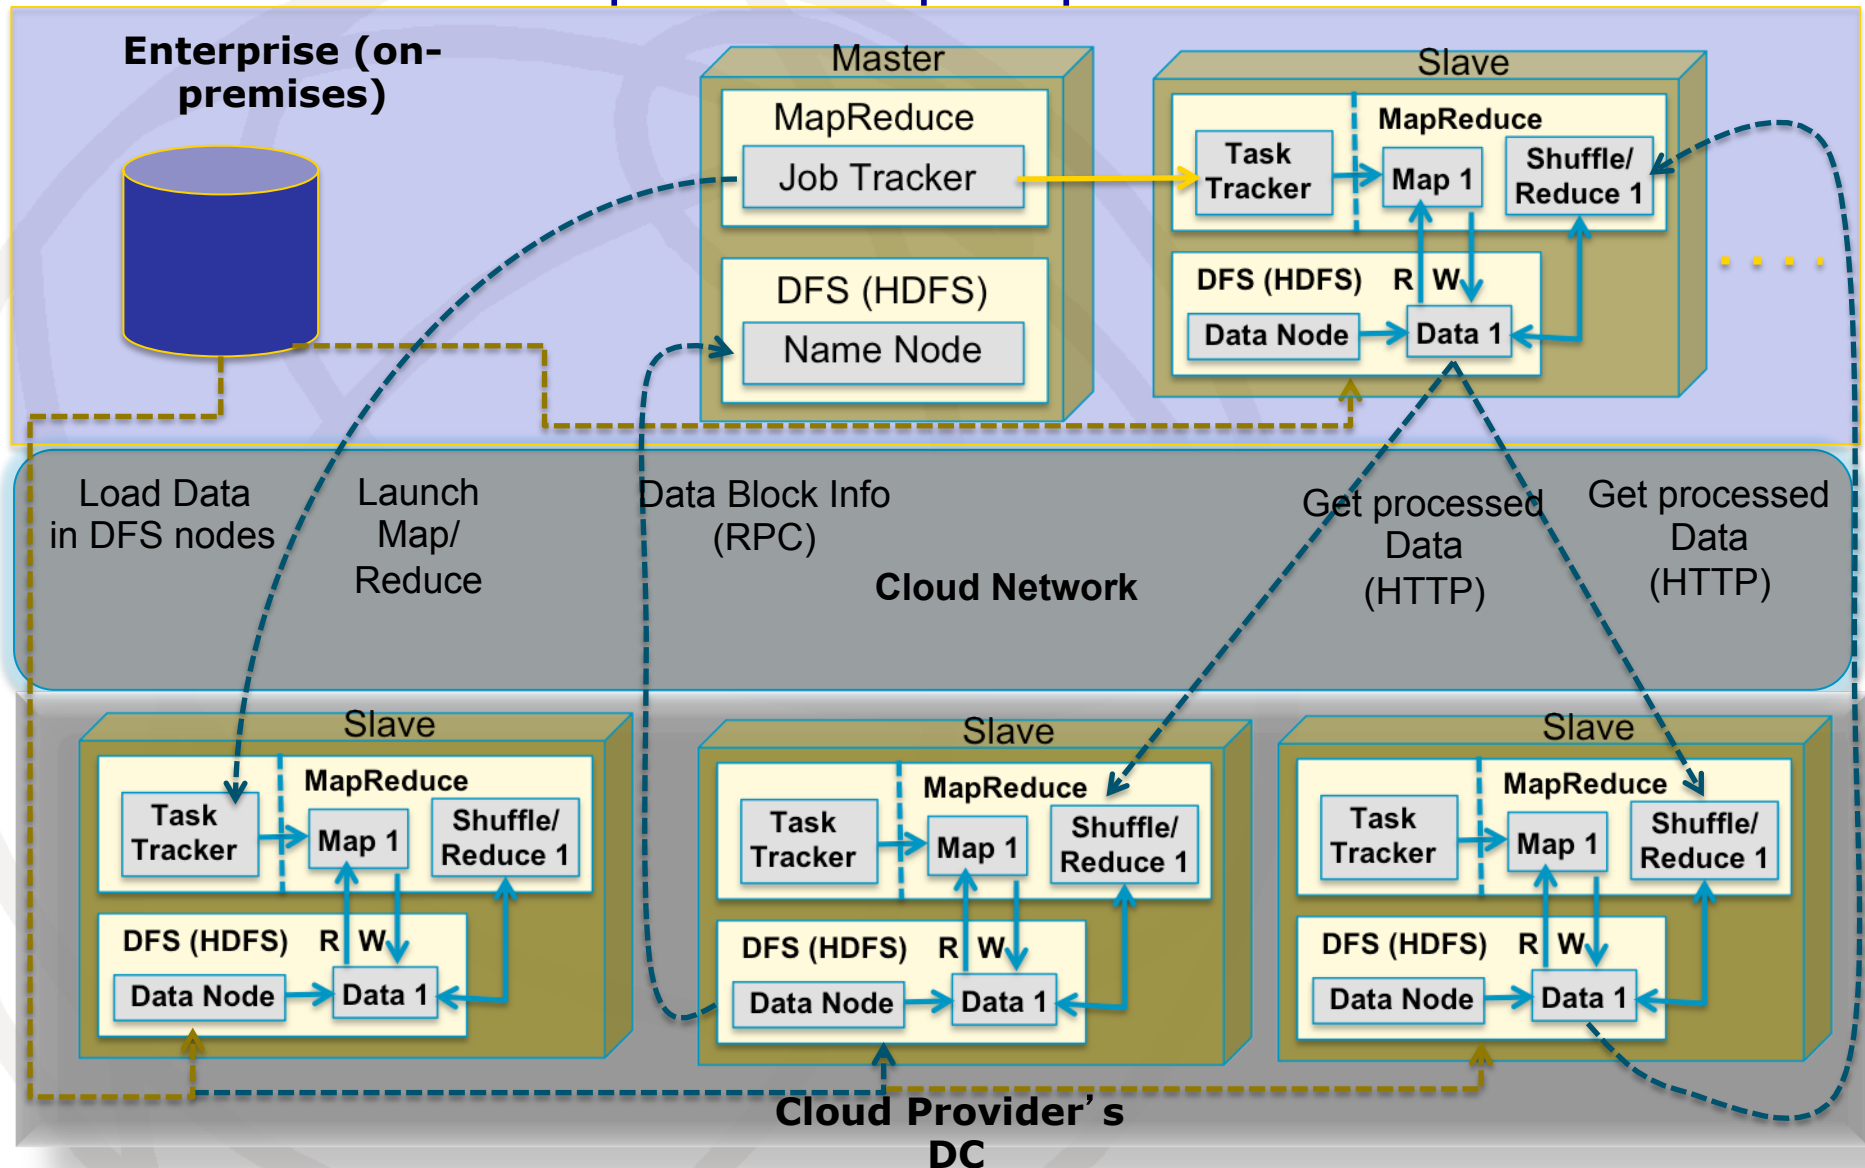 Enterprise (on-
premises)
Master
MapReduce
Job Tracker
DFS (HDFS)
Name Node
Slave
MapReduce
Task
Tracker
Map 1
Shuffle/
Reduce 1
DFS (HDFS) R W
Data Node
Data 1
.....
Load Data
in DFS nodes
Launch
Map/
Reduce
Data Block Info
(RPC)
Cloud Network
Get processed
Data
(HTTP)
Get processed
Data
(HTTP)
Slave
MapReduce
Task
Tracker
Map 1
Shuffle/
Reduce 1
DFS (HDFS) R W
Data Node
Data 1
Slave
MapReduce
Task
Tracker
Map 1
Shuffle/
Reduce 1
DFS (HDFS) R W
Data Node
Data 1
Slave
MapReduce
Task
Tracker
Map 1
Shuffle/
Reduce 1
DFS (HDFS) R W
Data Node
Data 1
Cloud Provider’s
DC